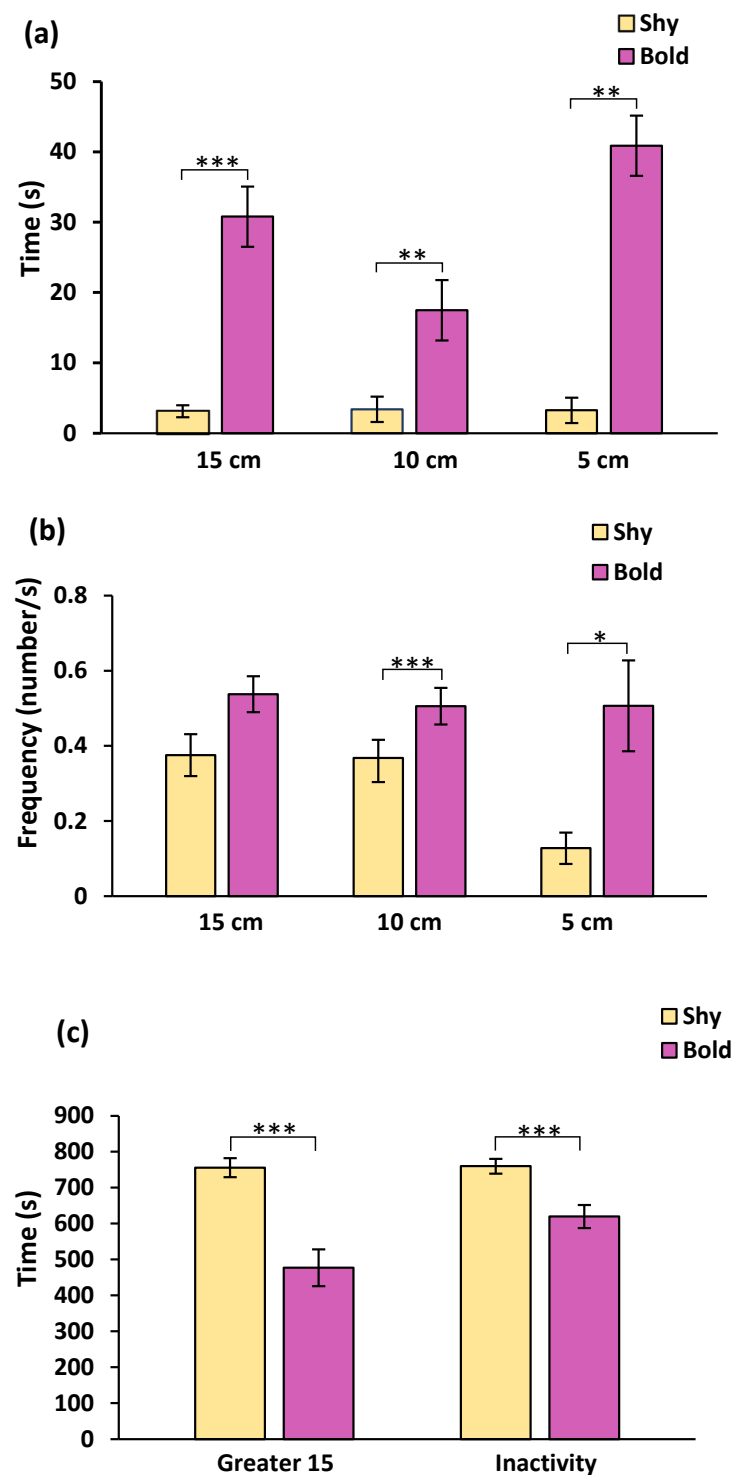 (a)
Shy
Bold
50
40
30
20
10
0
Time (s)
***
**
**
15 cm 10 cm 5 cm
(b)
Shy
Bold
0.8
0.6
0.4
0.2
0
Frequency (number/s)
***
*
15 cm 10 cm 5 cm
(c)
Shy
Bold
900
800
700
600
500
400
300
200
100
0
Time (s)
***
***
Greater 15 Inactivity